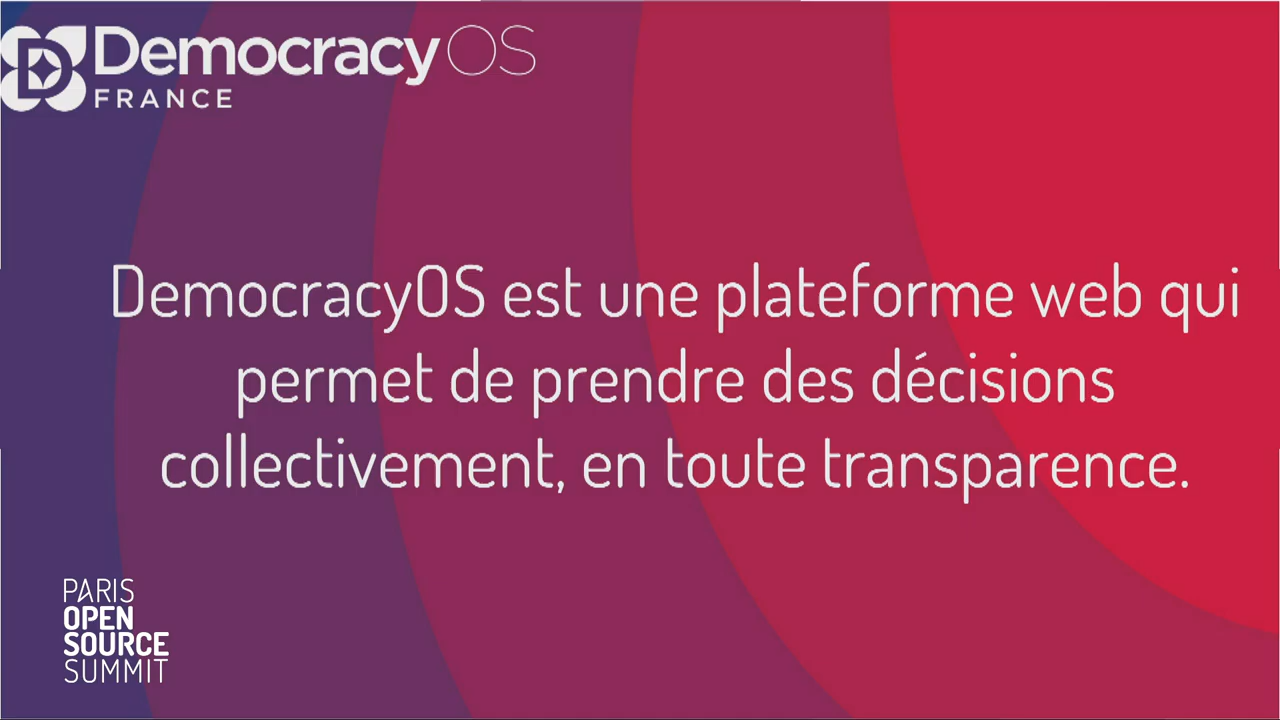 DemocracyOS
FRANCE
DemocracyOS est une plateforme web qui
permet de prendre des décisions
collectivement, en toute transparence.
PARIS
OPEN
SOURCE
SUMMIT